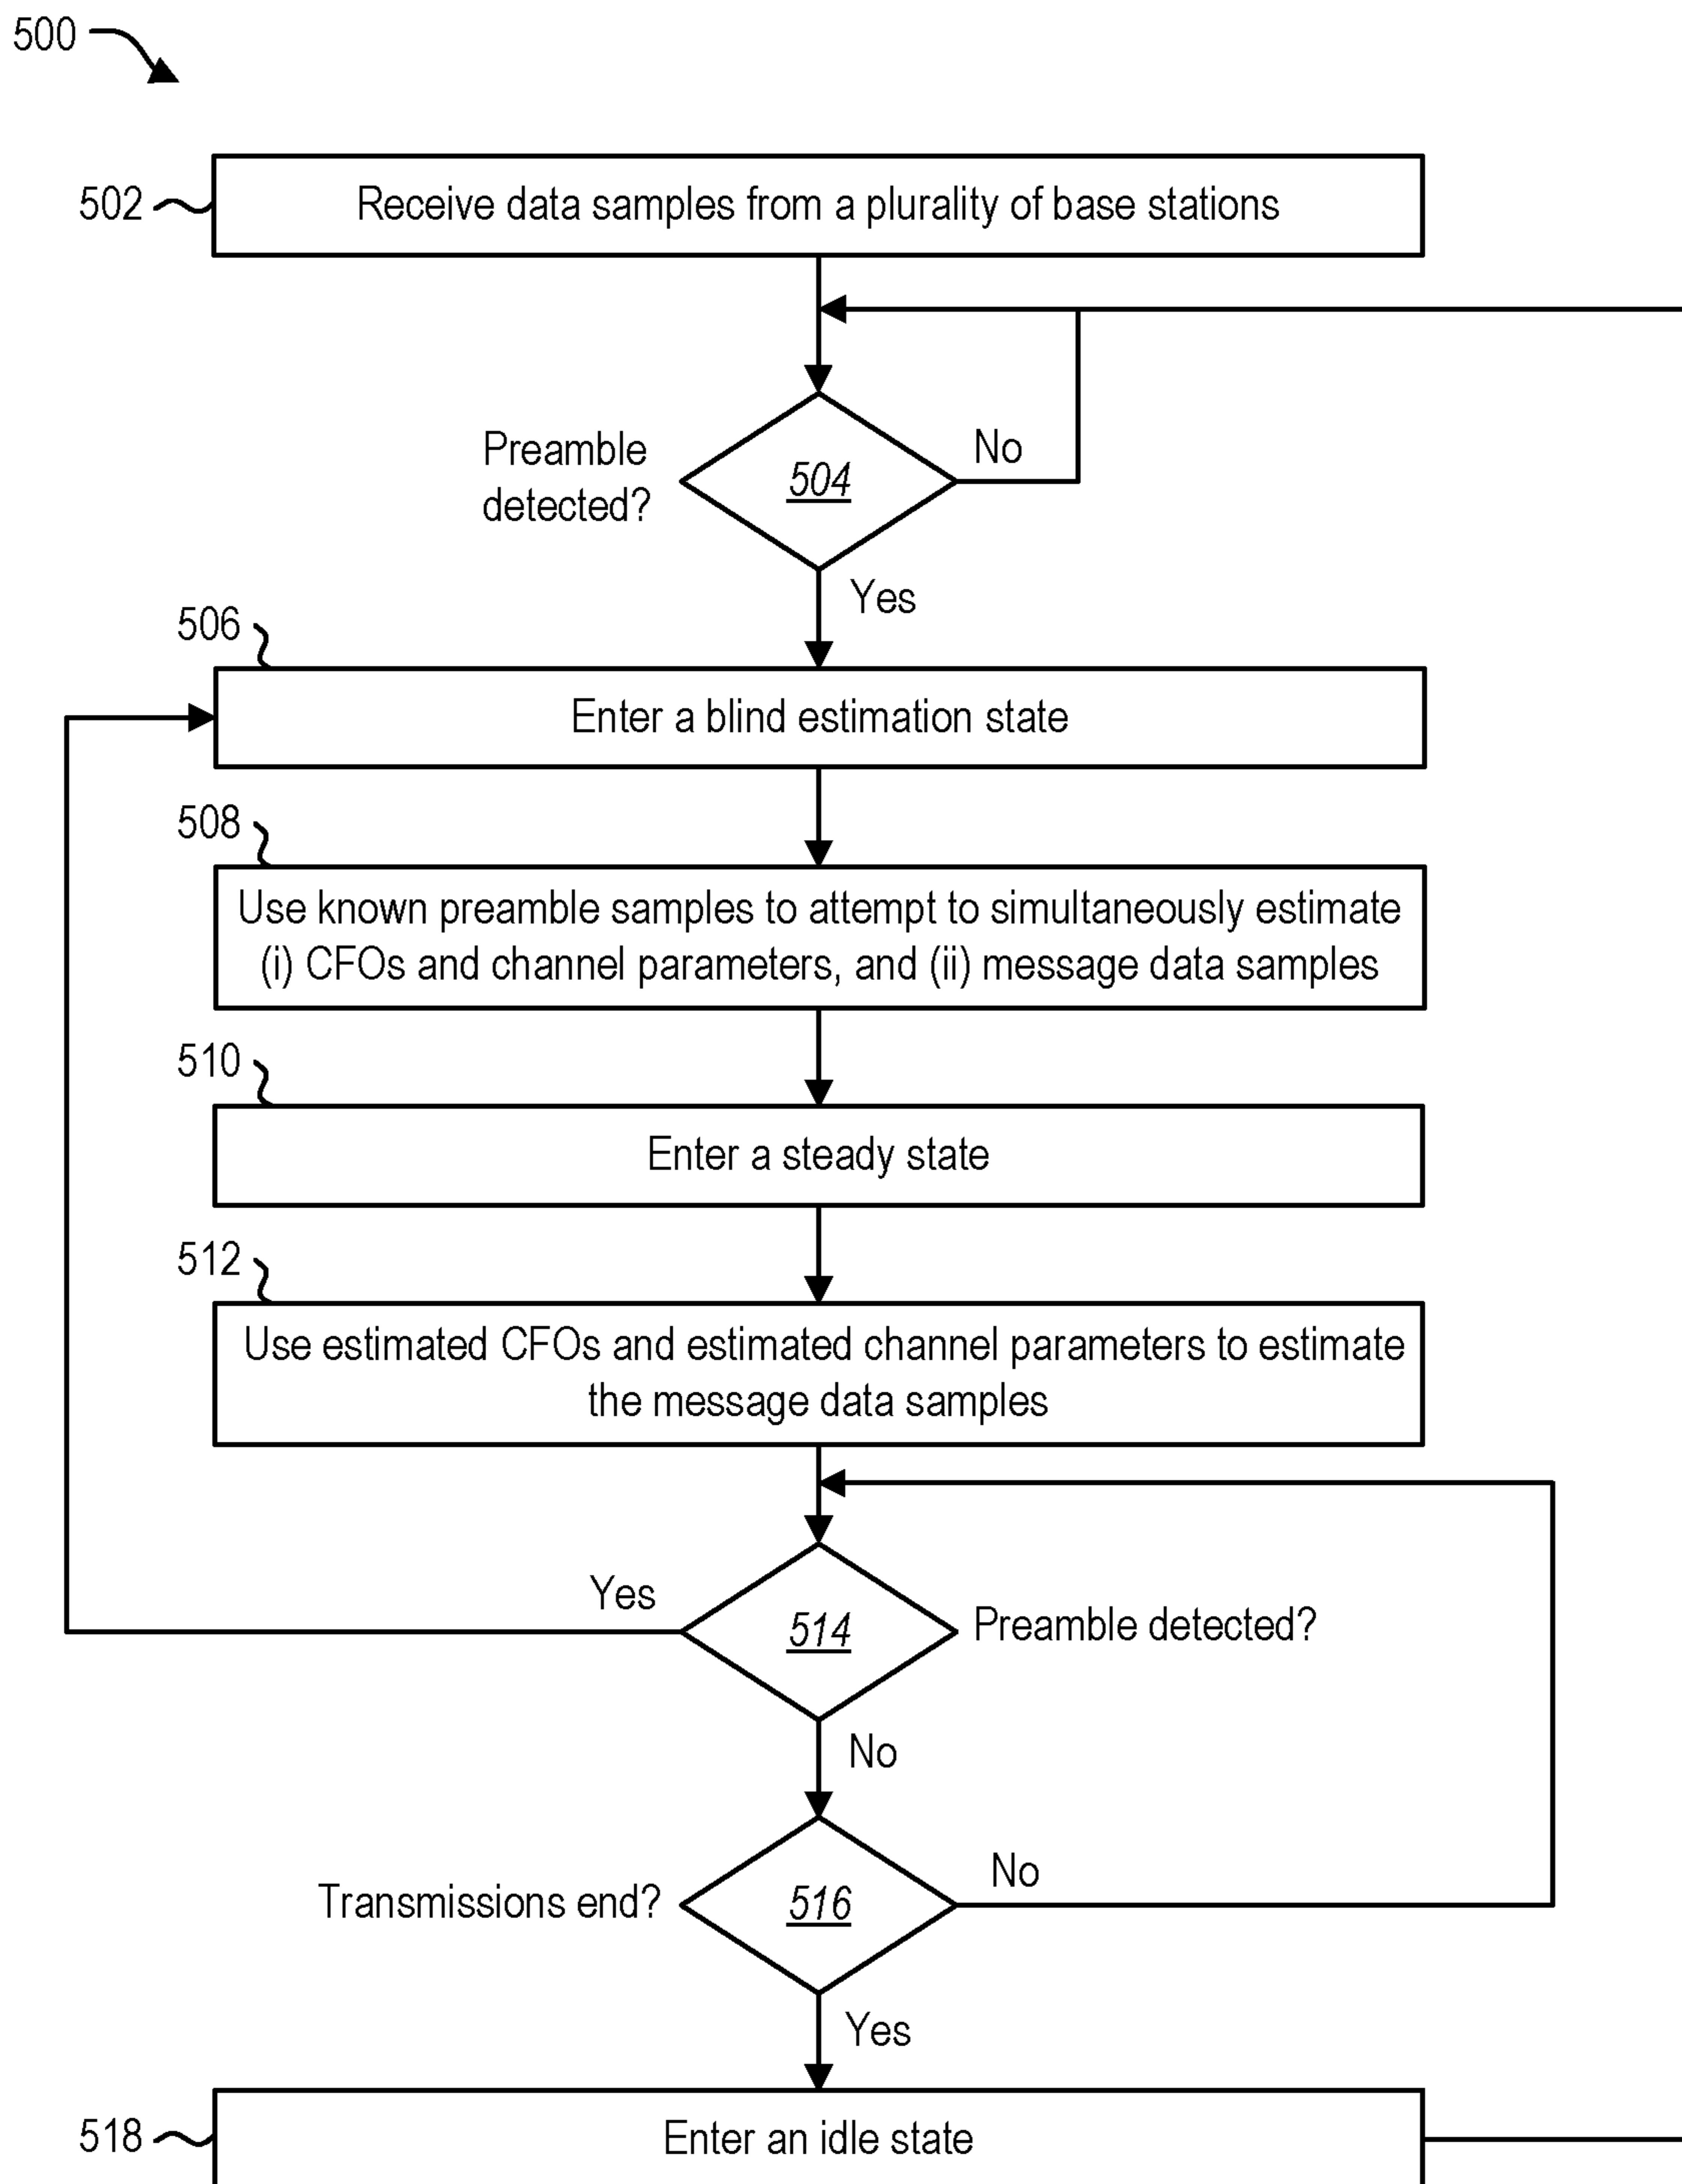 500
502
Receive data samples from a plurality of base stations
Preamble
detected?
504
No
Yes
506
Enter a blind estimation state
508
Use known preamble samples to attempt to simultaneously estimate
(i) CFOs and channel parameters, and (ii) message data samples
510
Enter a steady state
512
Use estimated CFOs and estimated channel parameters to estimate
the message data samples
Yes
514
Preamble detected?
No
Transmissions end?
516
No
Yes
518
Enter an idle state